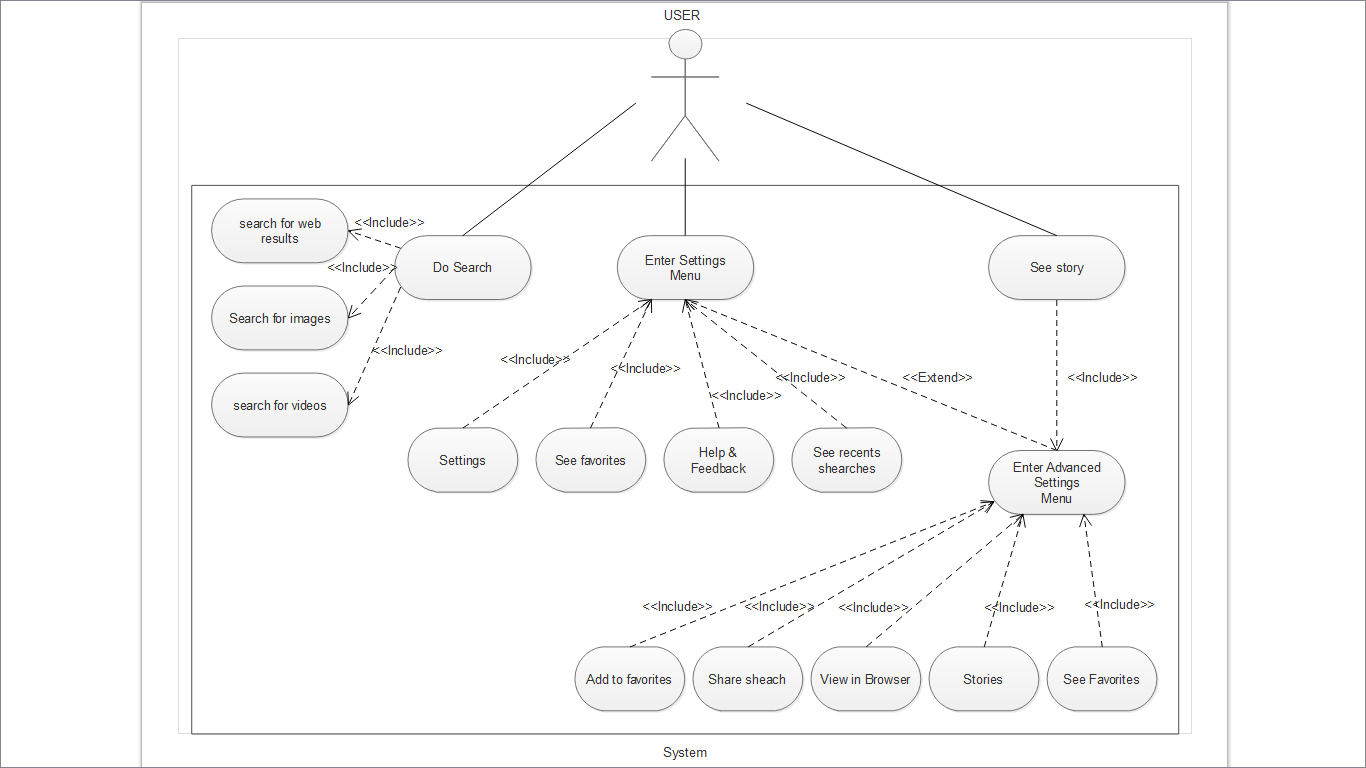 USER
search for web
results
<<Include>>
Do Search
Enter Settings
Menu
See story
<<Include>>
Search for images
<<Include>>
search for videos
<<Include>>
<<Include>>
<<Include>>
<<Include>>
<<Extend>>
<<Include>>
Settings
See favorites
Help &
Feedback
See recents
shearches
Enter Advanced
Settings
Menu
<<Include>>
<<Include>>
<<Include>>
<<Include>>
<<Include>>
Add to favorites
Share sheach
View in Browser
Stories
See Favorites
System